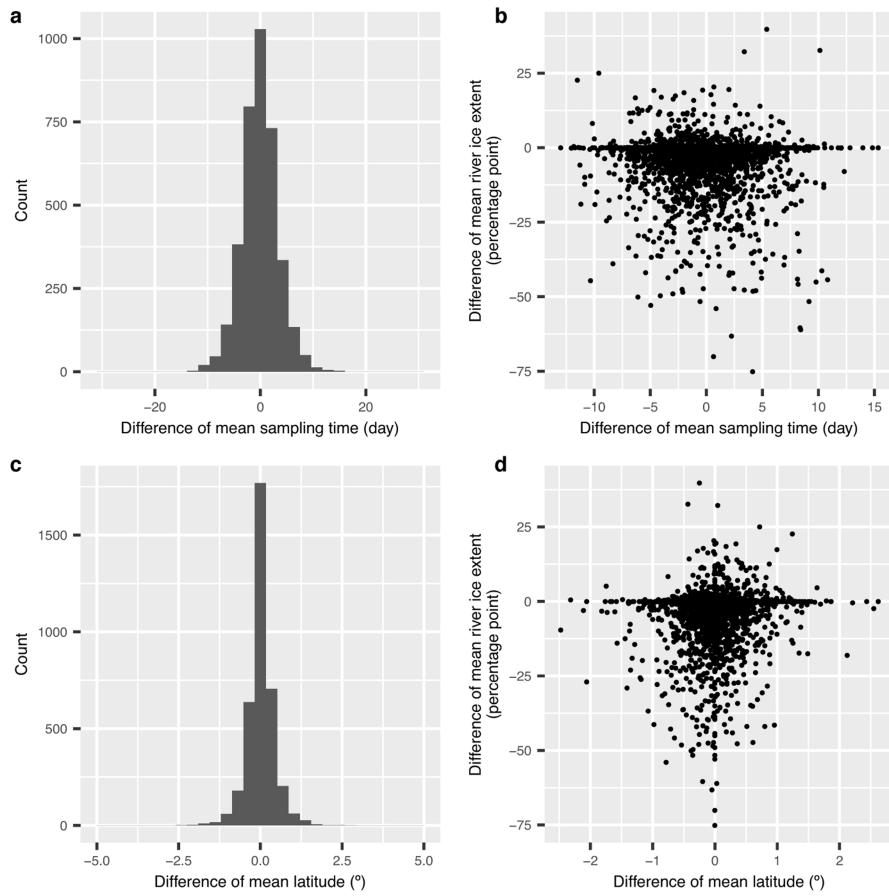 a
1000
750
500
250
0
Count
−20
0
20
Difference of mean sampling time (day)
b
25
0
−25
−50
−75
Difference of mean river ice extent
(percentage point)
−10
−5
0
5
10
15
Difference of mean sampling time (day)
c
1500
1000
500
0
Count
−5.0
−2.5
0.0
2.5
5.0
Difference of mean latitude (º)
d
25
0
−25
−50
−75
Difference of mean river ice extent
(percentage point)
−2
−1
0
1
2
Difference of mean latitude (º)